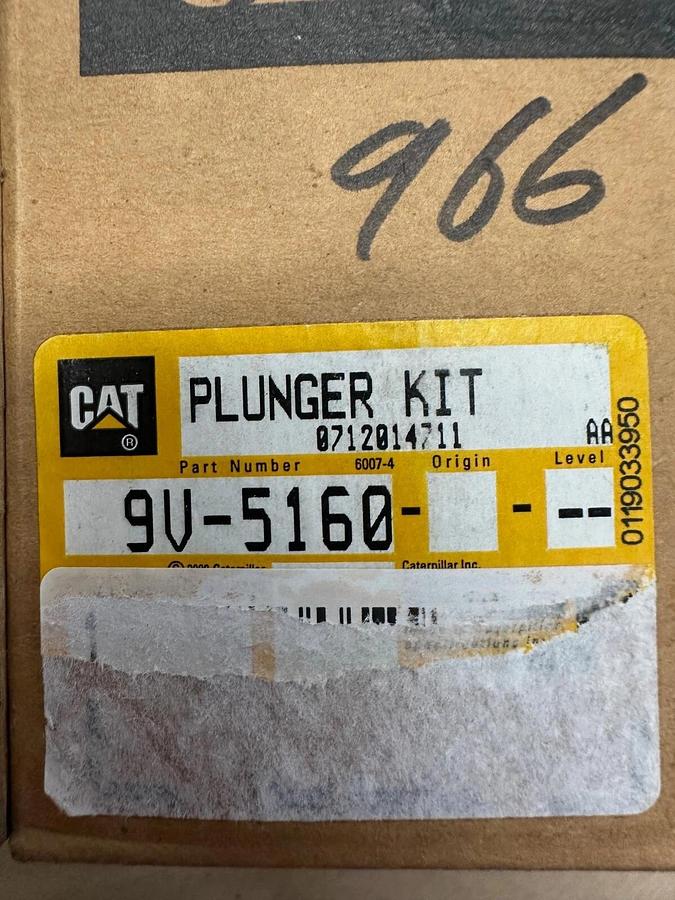 966
CAT ®
PLUNGER KIT
0712014711 AA
Part Number 6007-4 Origin Level
9V-5160- - --
0119033950
Caterpillar Inc.